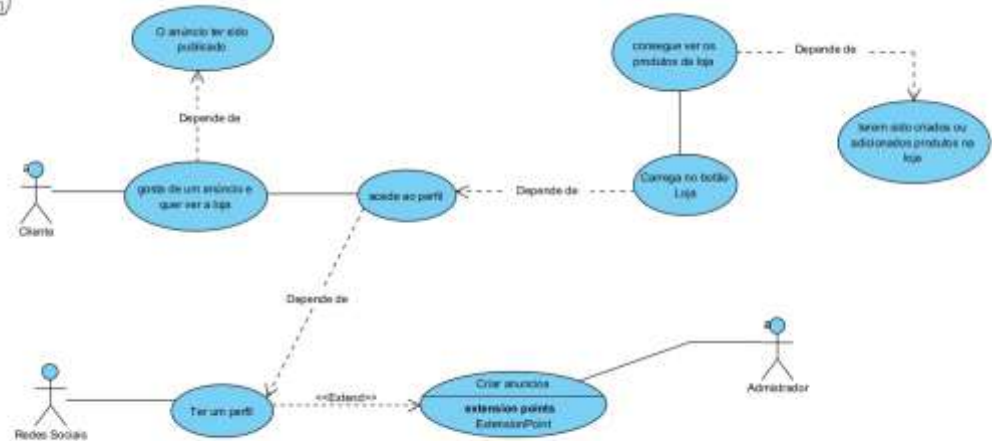 O anúncio ter sido
publicado
consegue ver os
produtos da loja
Depende de
terem sido criados ou
adicionados produtos na
loja
Depende de
Cliente
gosta de um anúncio e
quer ver a loja
acede ao perfil
Depende de
Carrega no botão
Loja
Depende de
Redes Sociais
Ter um perfil
<<Extend>>
Criar anuncios
extension points
ExtensionPoint
Admistrador